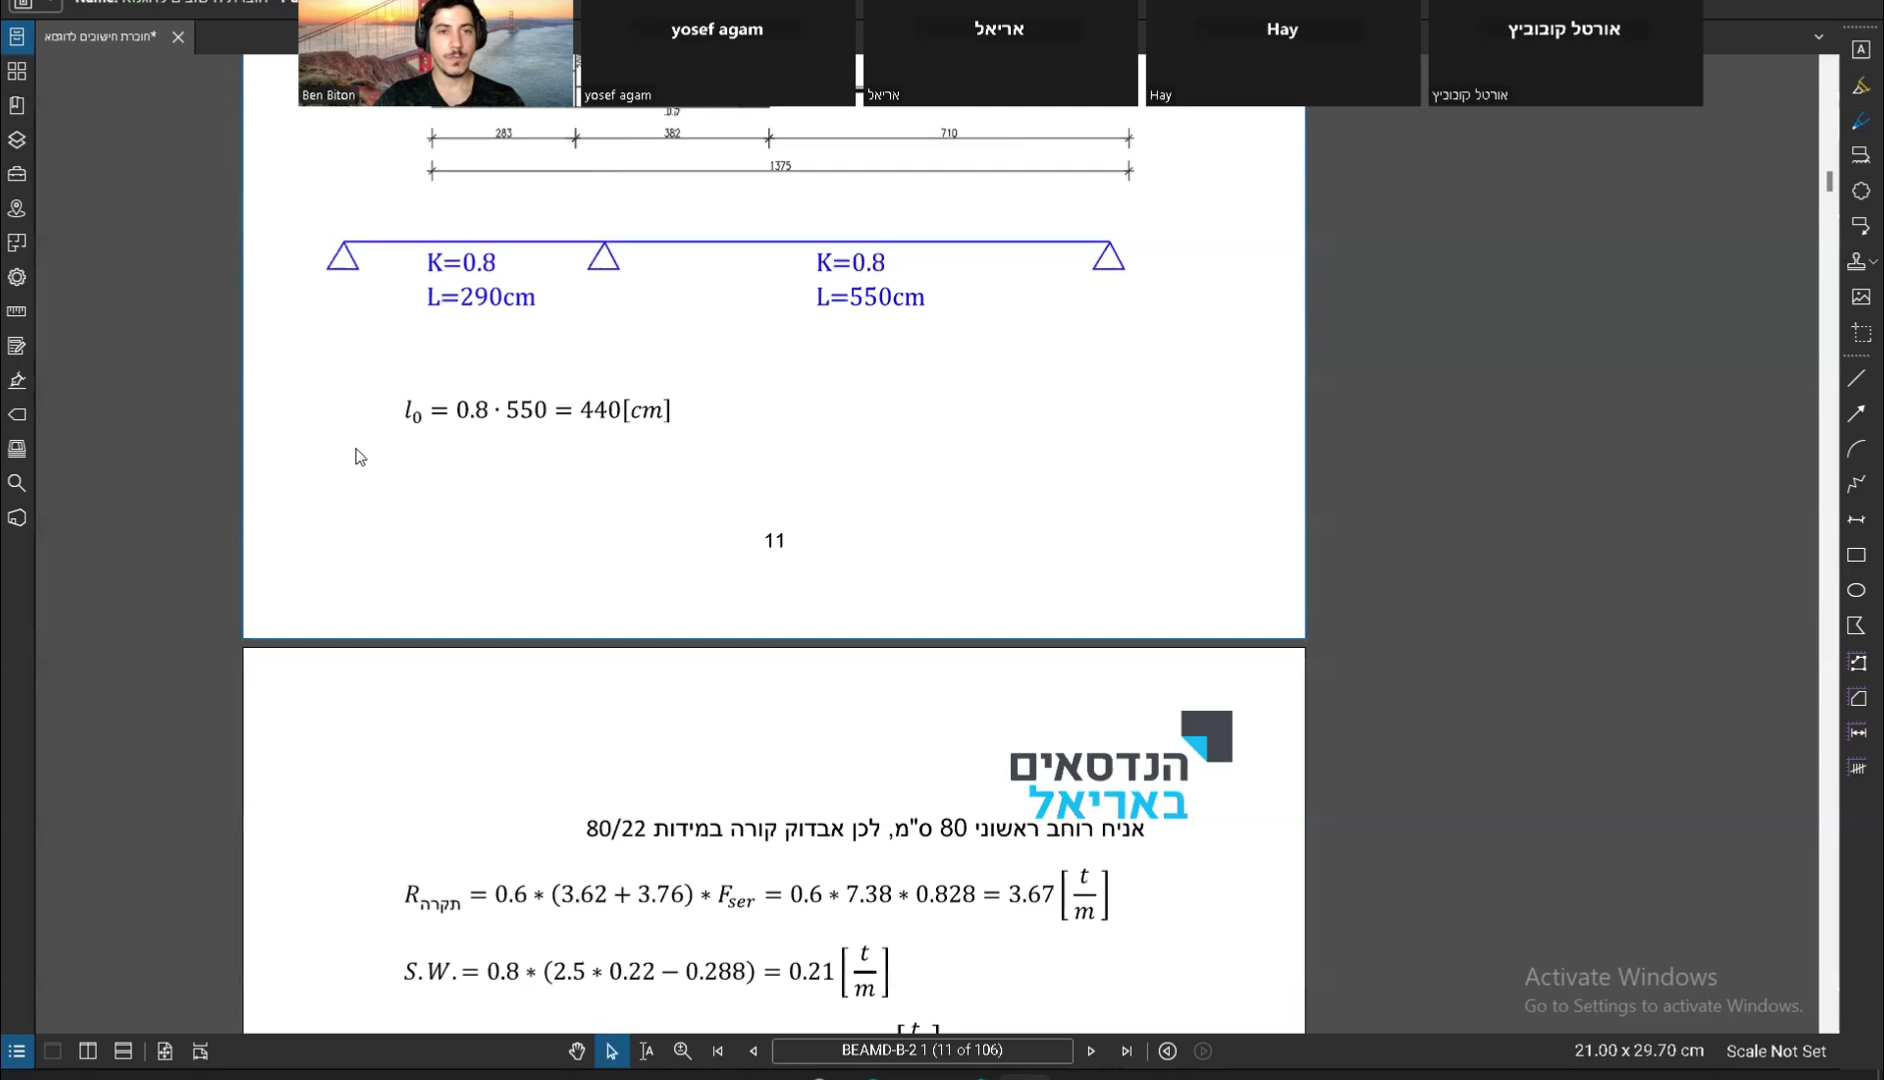 חוברת חישובים לדוגמא*
yosef agam
אריאל
Hay
אורטל קובוביץ
Ben Biton
yosef agam
אריאל
Hay
אורטל קובוביץ
ק.ע.
283 382 710
1375
K=0.8 K=0.8
L=290cm L=550cm
l₀ = 0.8 · 550 = 440[cm]
11
הנדסאים
באריאל
אניח רוחב ראשוני 80 ס"מ, לכן אבדוק קורה במידות 80/22
R תקרה = 0.6 ∗ (3.62 + 3.76) ∗ Fser = 0.6 ∗ 7.38 ∗ 0.828 = 3.67 [t/m]
S.W. = 0.8 ∗ (2.5 ∗ 0.22 − 0.288) = 0.21 [t/m]
Activate Windows
Go to Settings to activate Windows.
BEAMD-B-2 1 (11 of 106)
21.00 x 29.70 cm Scale Not Set